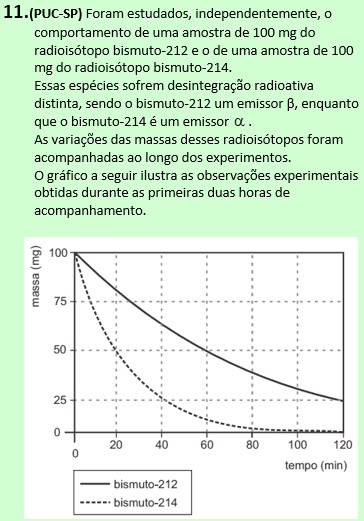 11.(PUC-SP) Foram estudados, independentemente, o
comportamento de uma amostra de 100 mg do
radioisótopo bismuto-212 e o de uma amostra de 100
mg do radioisótopo bismuto-214.
Essas espécies sofrem desintegração radioativa
distinta, sendo o bismuto-212 um emissor β, enquanto
que o bismuto-214 é um emissor α .
As variações das massas desses radioisótopos foram
acompanhadas ao longo dos experimentos.
O gráfico a seguir ilustra as observações experimentais
obtidas durante as primeiras duas horas de
acompanhamento.
massa (mg)
100
75
50
25
0
0 20 40 60 80 100 120
tempo (min)
bismuto-212
bismuto-214